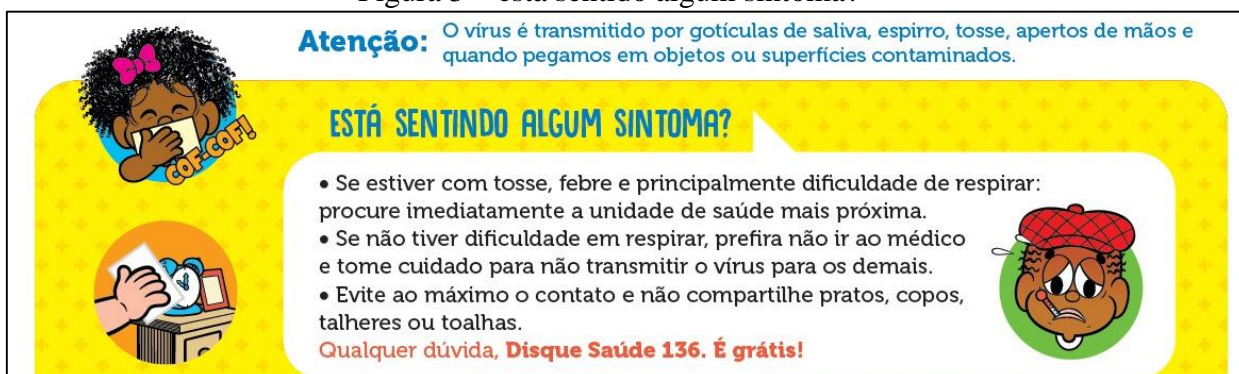 Atenção: O vírus é transmitido por gotículas de saliva, espirro, tosse, apertos de mãos e
quando pegamos em objetos ou superfícies contaminados.
COF-COF!
ESTÁ SENTINDO ALGUM SINTOMA?
• Se estiver com tosse, febre e principalmente dificuldade de respirar:
procure imediatamente a unidade de saúde mais próxima.
• Se não tiver dificuldade em respirar, prefira não ir ao médico
e tome cuidado para não transmitir o vírus para os demais.
• Evite ao máximo o contato e não compartilhe pratos, copos,
talheres ou toalhas.
Qualquer dúvida, Disque Saúde 136. É grátis!